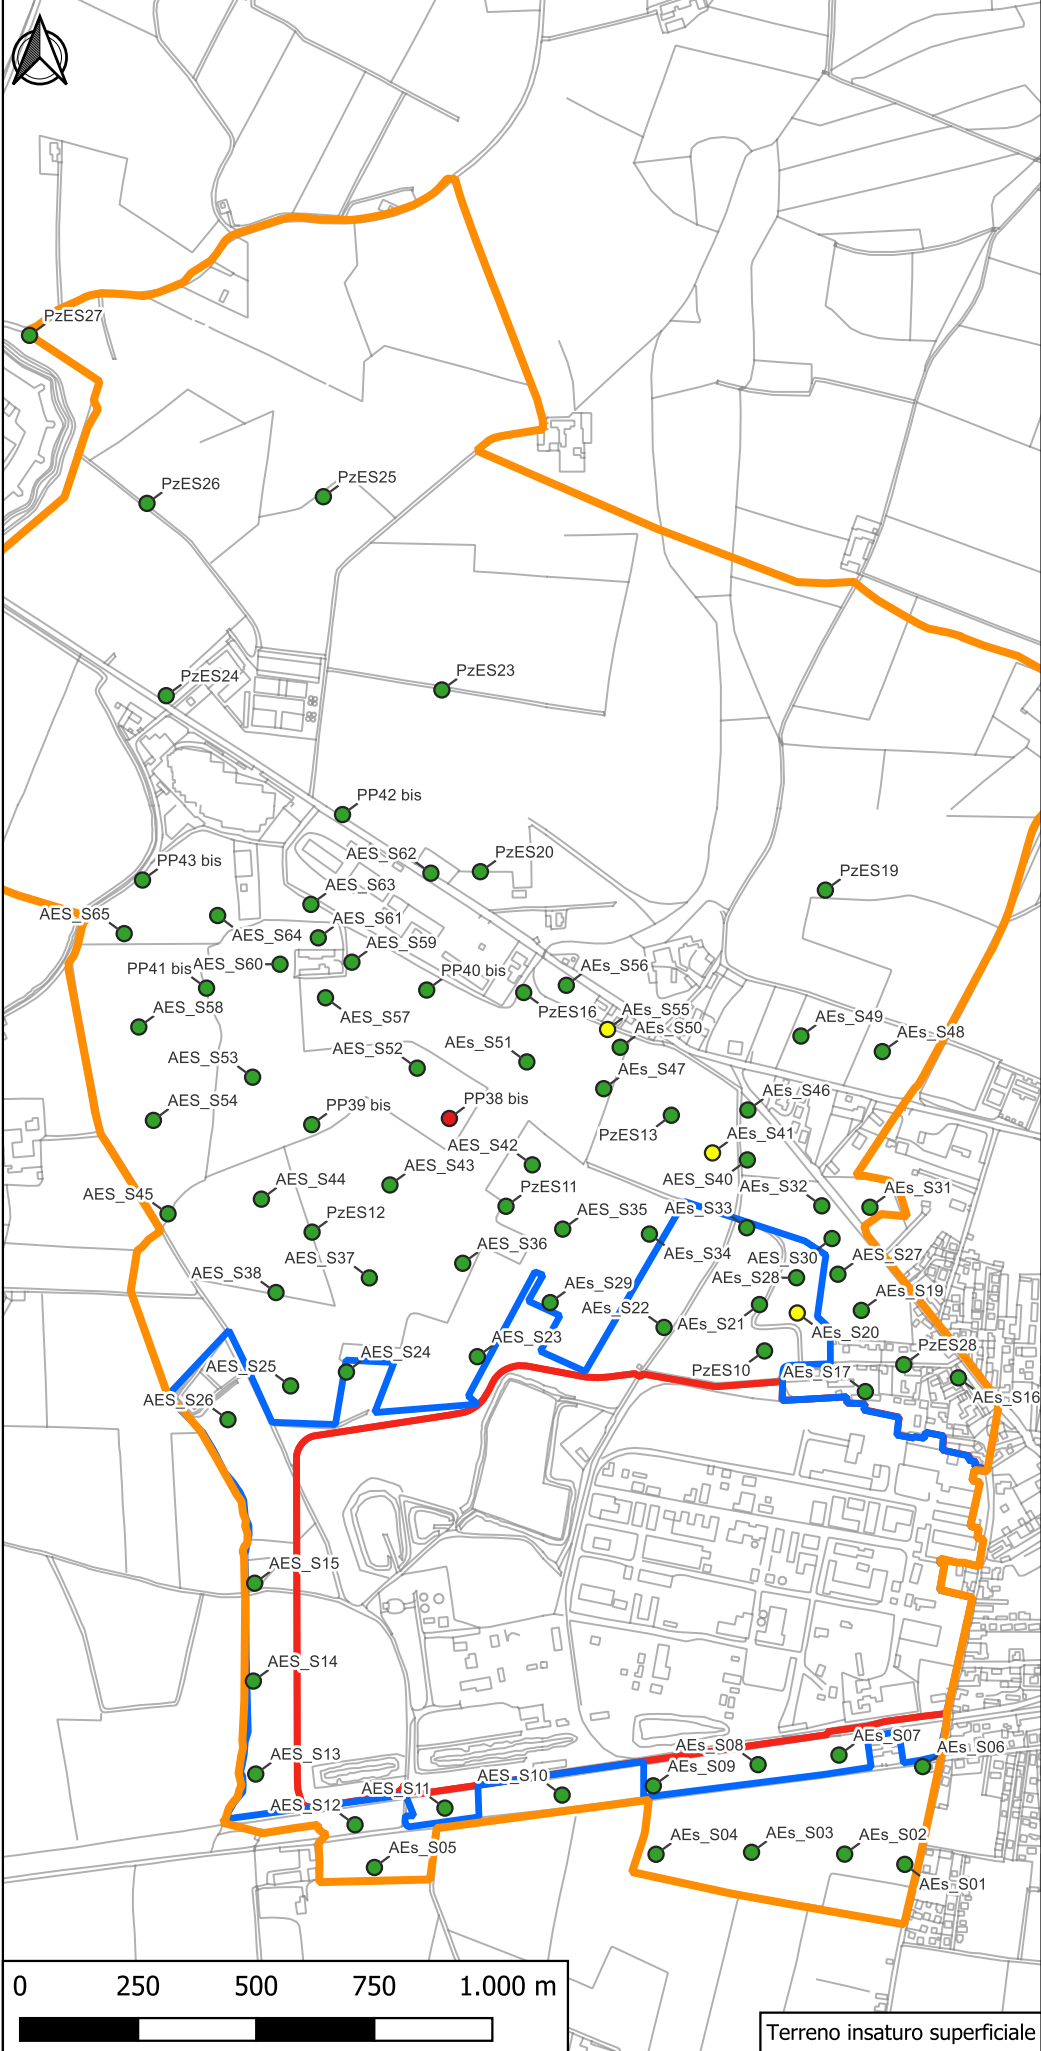 PzES27
PzES25
PzES26
PzES23
PzES24
PP42 bis
AES_S62
PzES20
PP43 bis
PzES19
AES_S63
AES_S65
AES_S61
AES_S64
AES_S59
PP41 bis
AES_S60
PP40 bis
AEs_S56
AES_S58
AES_S57
PzES16
AEs_S55
AEs_S49
AEs_S50
AEs_S48
AES_S53
AES_S52
AEs_S51
AEs_S47
AES_S54
PP39 bis
PP38 bis
AEs_S46
PzES13
AEs_S41
AES_S42
AES_S43
AES_S40
AES_S45
AES_S44
PzES11
AEs_S32
AEs_S31
PzES12
AES_S35
AEs_S33
AES_S37
AES_S36
AEs_S34
AES_S30
AES_S27
AES_S38
AEs_S28
AEs_S29
AEs_S19
AEs_S22
AEs_S21
AEs_S20
AES_S23
AES_S24
PzES28
AES_S25
PzES10
AES_S17
AES_S26
AEs_S16
AES_S15
AES_S14
AES_S13
AEs_S08
AEs_S07
AEs_S06
AES_S11
AES_S10
AEs_S09
AES_S12
AEs_S05
AEs_S04
AEs_S03
AEs_S02
AEs_S01
0 250 500 750 1.000 m
Terreno insaturo superficiale